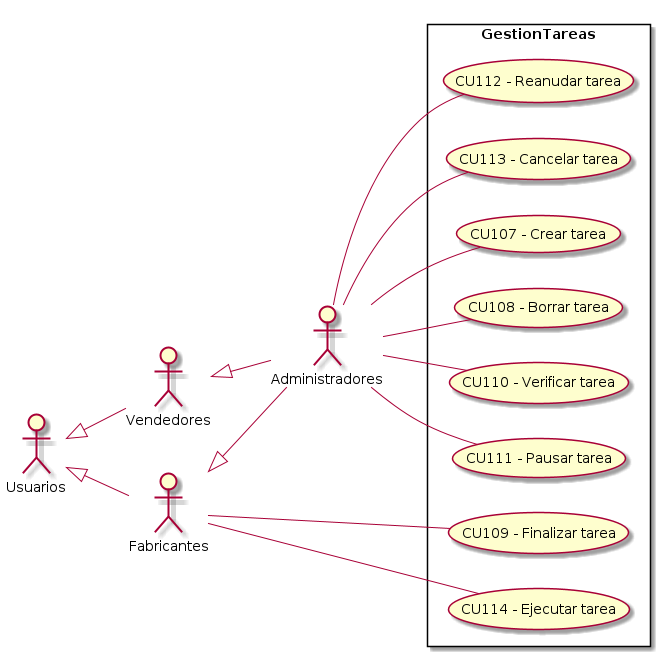 GestionTareas
CU112 - Reanudar tarea
CU113 - Cancelar tarea
CU107 - Crear tarea
CU108 - Borrar tarea
Administradores
CU110 - Verificar tarea
Vendedores
CU111 - Pausar tarea
Usuarios
CU109 - Finalizar tarea
Fabricantes
CU114 - Ejecutar tarea